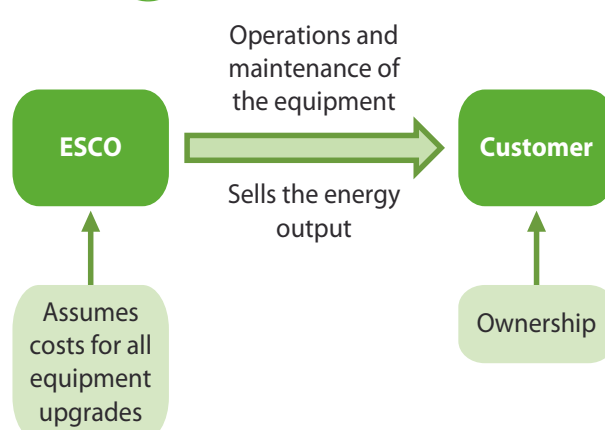 Operations and
maintenance of
the equipment
ESCO
Customer
Sells the energy
output
Assumes
costs for all
equipment
upgrades
Ownership